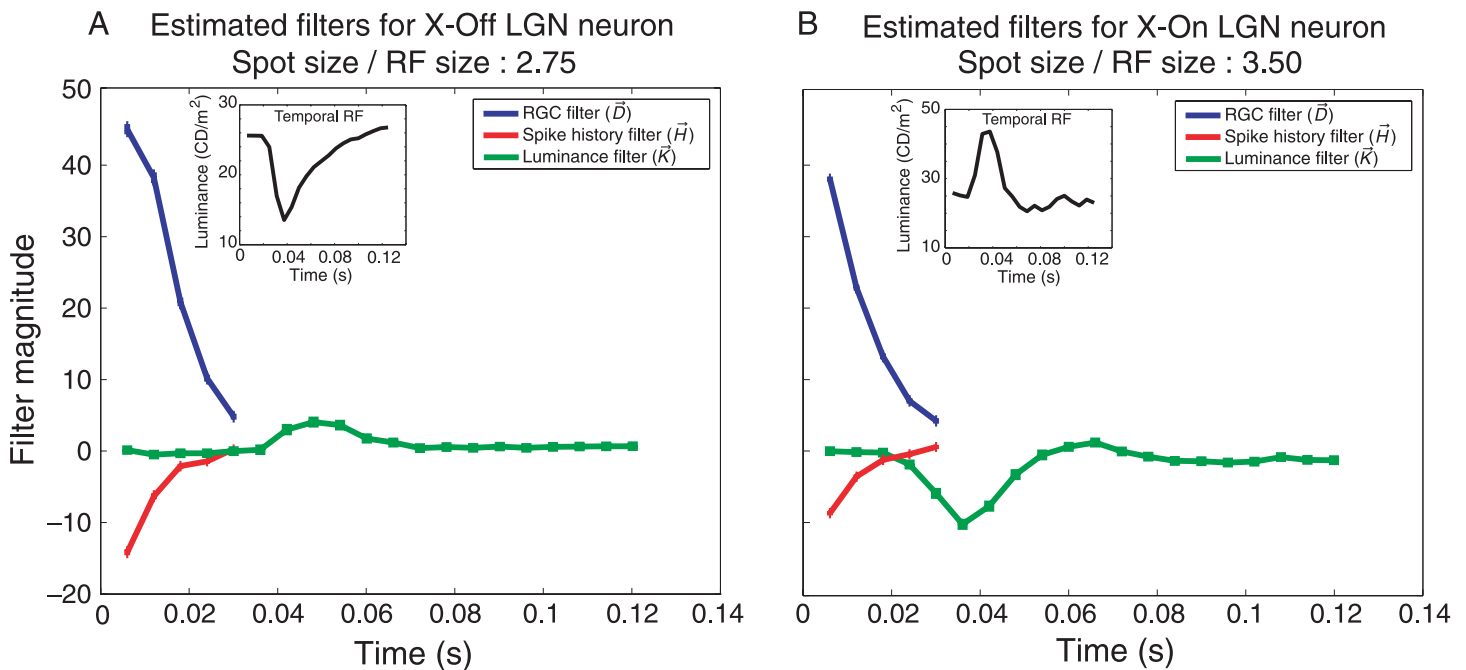 A Estimated filters for X-Off LGN neuron
Spot size / RF size : 2.75
50
40
30
20
10
0
−10
−20
Filter magnitude
0 0.02 0.04 0.06 0.08 0.1 0.12 0.14
Time (s)
RGC filter (D⃗)
Spike history filter (H⃗)
Luminance filter (K⃗)
Temporal RF
Luminance (CD/m²)
30
20
10
0 0.04 0.08 0.12
Time (s)
B Estimated filters for X-On LGN neuron
Spot size / RF size : 3.50
0 0.02 0.04 0.06 0.08 0.1 0.12 0.14
Time (s)
RGC filter (D⃗)
Spike history filter (H⃗)
Luminance filter (K⃗)
Temporal RF
Luminance (CD/m²)
50
30
10
0 0.04 0.08 0.12
Time (s)